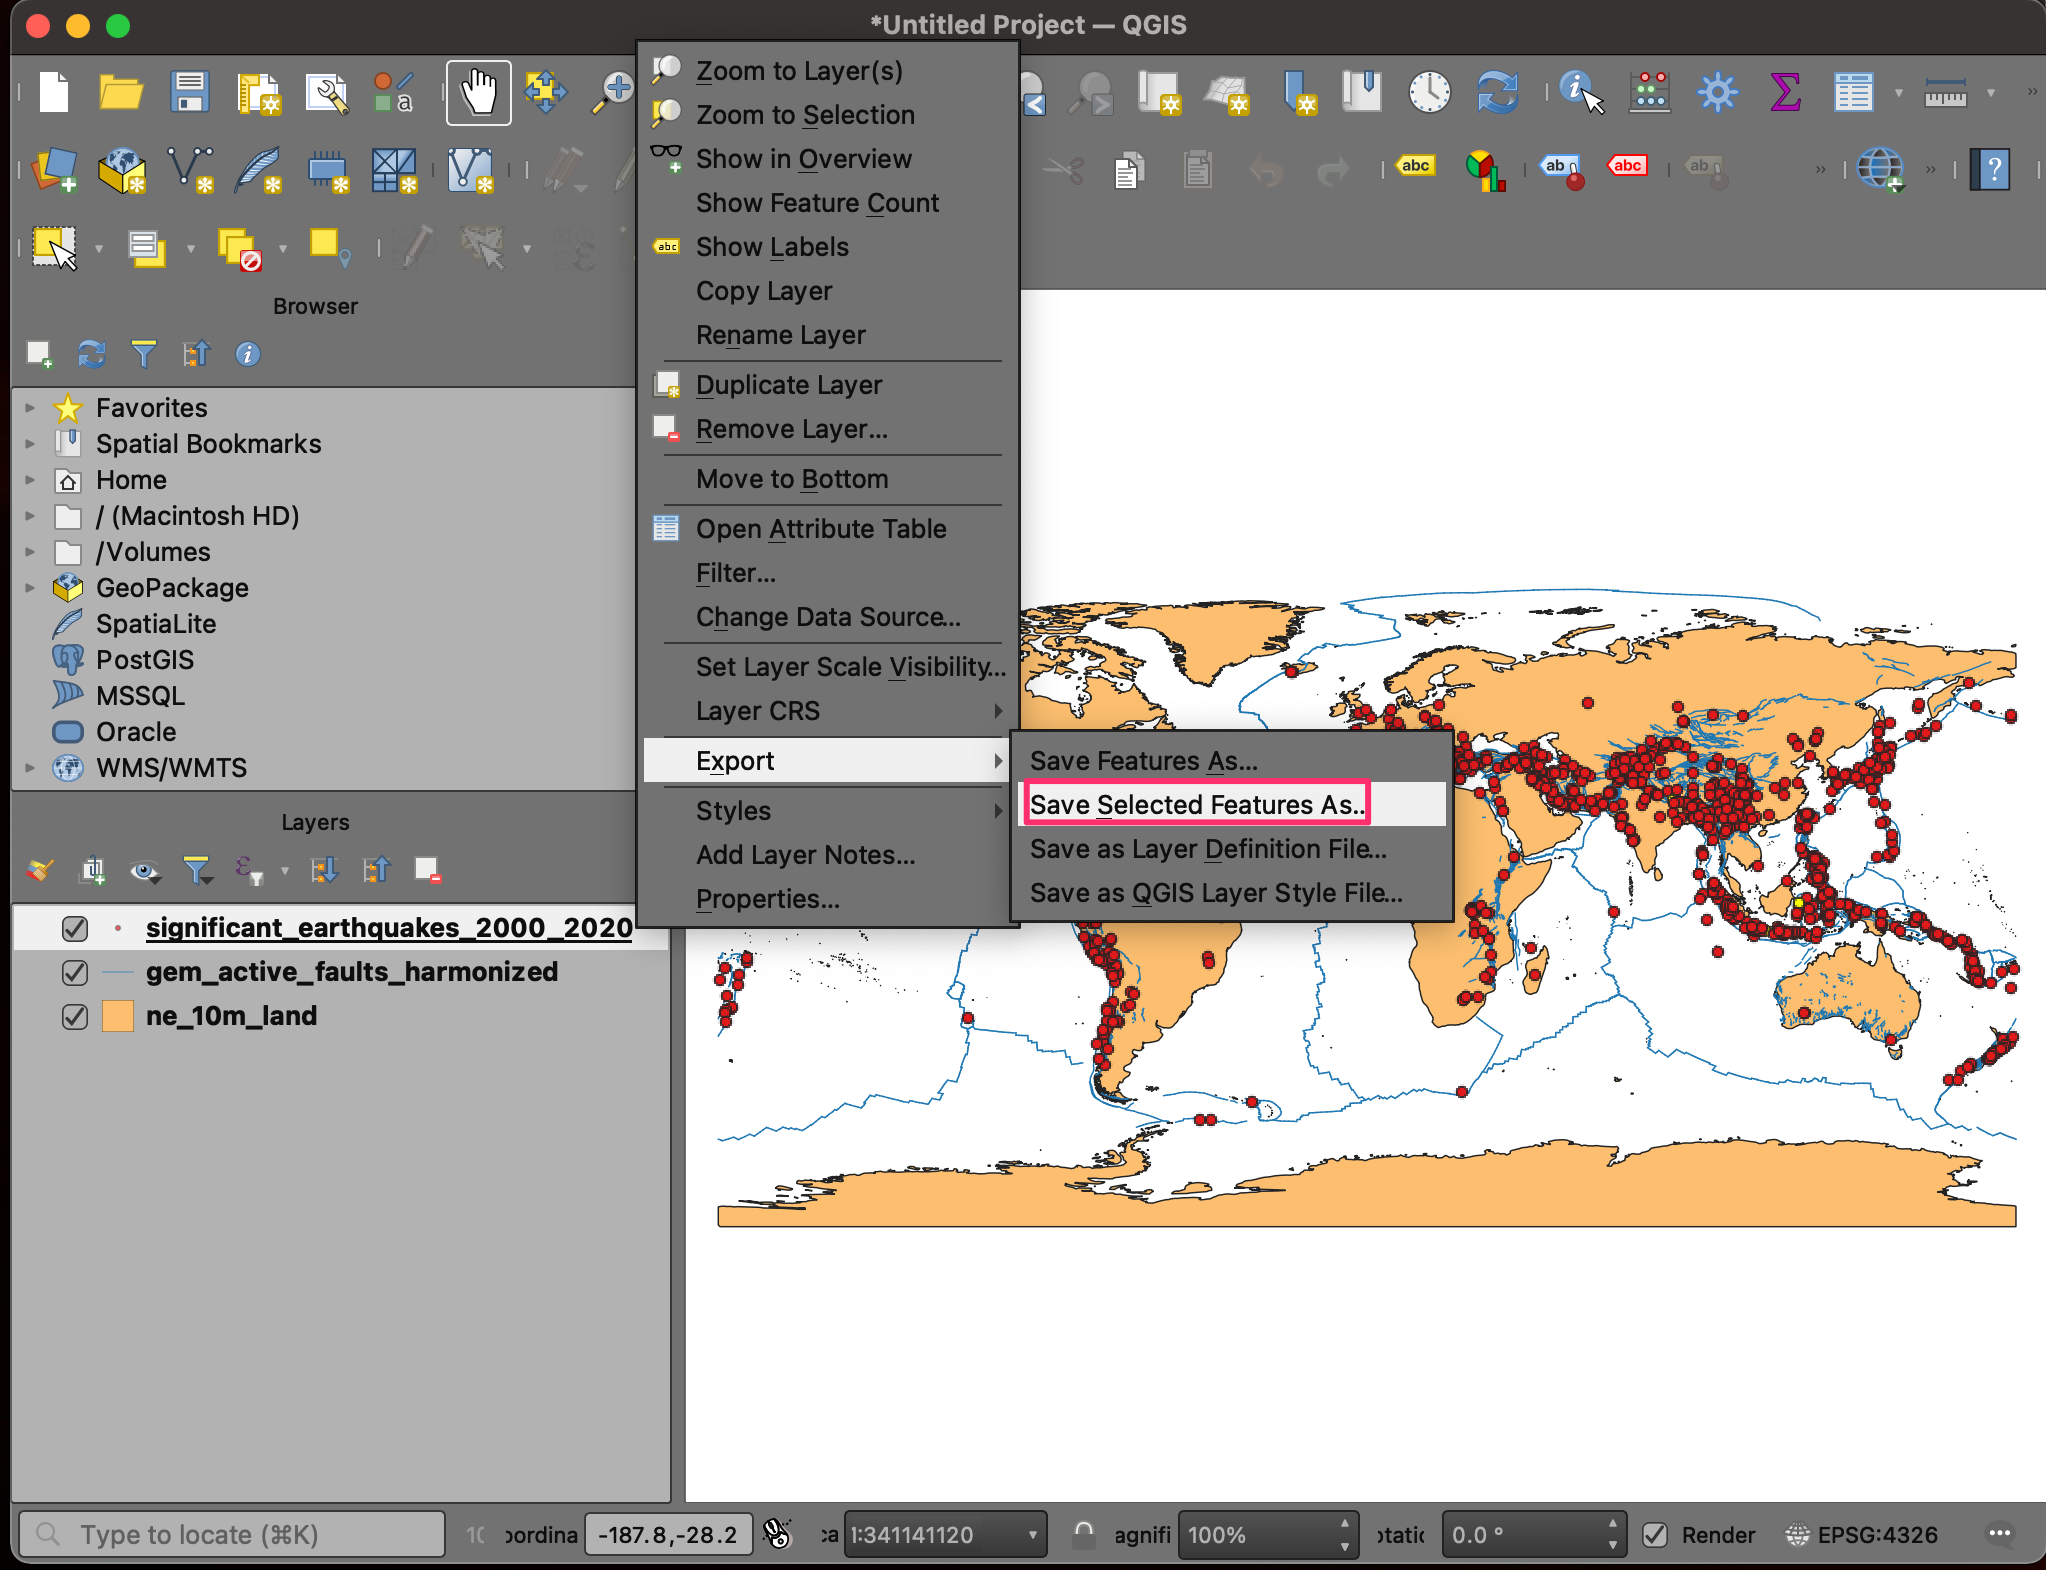 *Untitled Project — QGIS
Zoom to Layer(s)
Zoom to Selection
Show in Overview
Show Feature Count
abc Show Labels
Copy Layer
Rename Layer
Duplicate Layer
Remove Layer...
Move to Bottom
Open Attribute Table
Filter...
Change Data Source...
Set Layer Scale Visibility...
Layer CRS
Export
Styles
Add Layer Notes...
Properties...
Save Features As...
Save Selected Features As..
Save as Layer Definition File...
Save as QGIS Layer Style File...
a
abc
ab
abc
ab
?
Browser
Favorites
Spatial Bookmarks
Home
/ (Macintosh HD)
/Volumes
GeoPackage
SpatiaLite
PostGIS
MSSQL
Oracle
WMS/WMTS
Layers
significant_earthquakes_2000_2020
gem_active_faults_harmonized
ne_10m_land
Type to locate (⌘K)
oordina
-187.8,-28.2
ca
1:341141120
agnifi
100%
otatic
0.0 °
Render
EPSG:4326